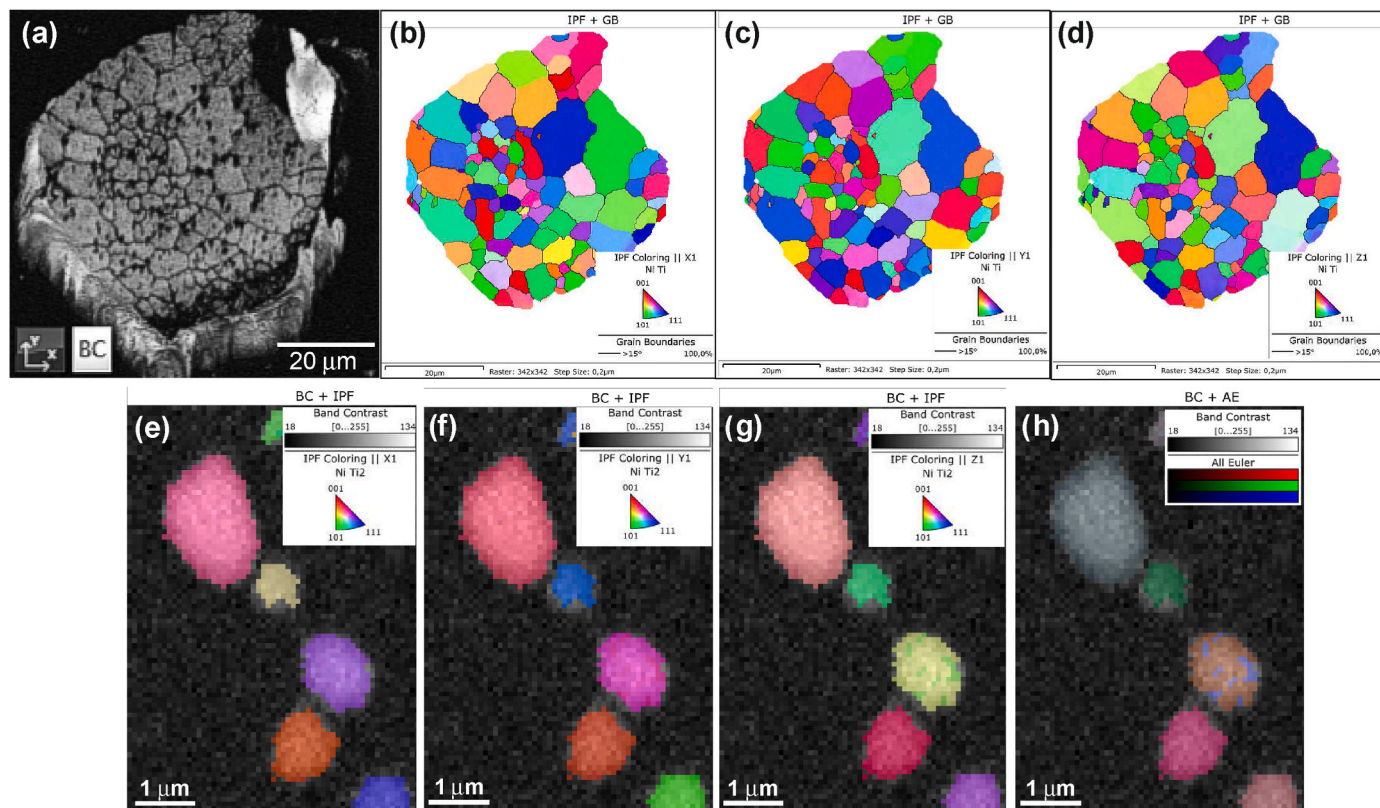 (a)
Y
X
BC
20 µm
IPF + GB
(b)
IPF Coloring || X1
Ni Ti
001
101
111
Grain Boundaries
>15° 100,0%
20µm
Raster: 342x342 Step Size: 0,2µm
IPF + GB
(c)
IPF Coloring || Y1
Ni Ti
001
101
111
Grain Boundaries
>15° 100,0%
20µm
Raster: 342x342 Step Size: 0,2µm
IPF + GB
(d)
IPF Coloring || Z1
Ni Ti
001
101
111
Grain Boundaries
>15° 100,0%
20µm
Raster: 342x342 Step Size: 0,2µm
BC + IPF
(e)
Band Contrast
18 [0...255] 134
IPF Coloring || X1
Ni Ti2
001
101
111
1 µm
BC + IPF
(f)
Band Contrast
18 [0...255] 134
IPF Coloring || Y1
Ni Ti2
001
101
111
1 µm
BC + IPF
(g)
Band Contrast
18 [0...255] 134
IPF Coloring || Z1
Ni Ti2
001
101
111
1 µm
BC + AE
(h)
Band Contrast
18 [0...255] 134
All Euler
1 µm